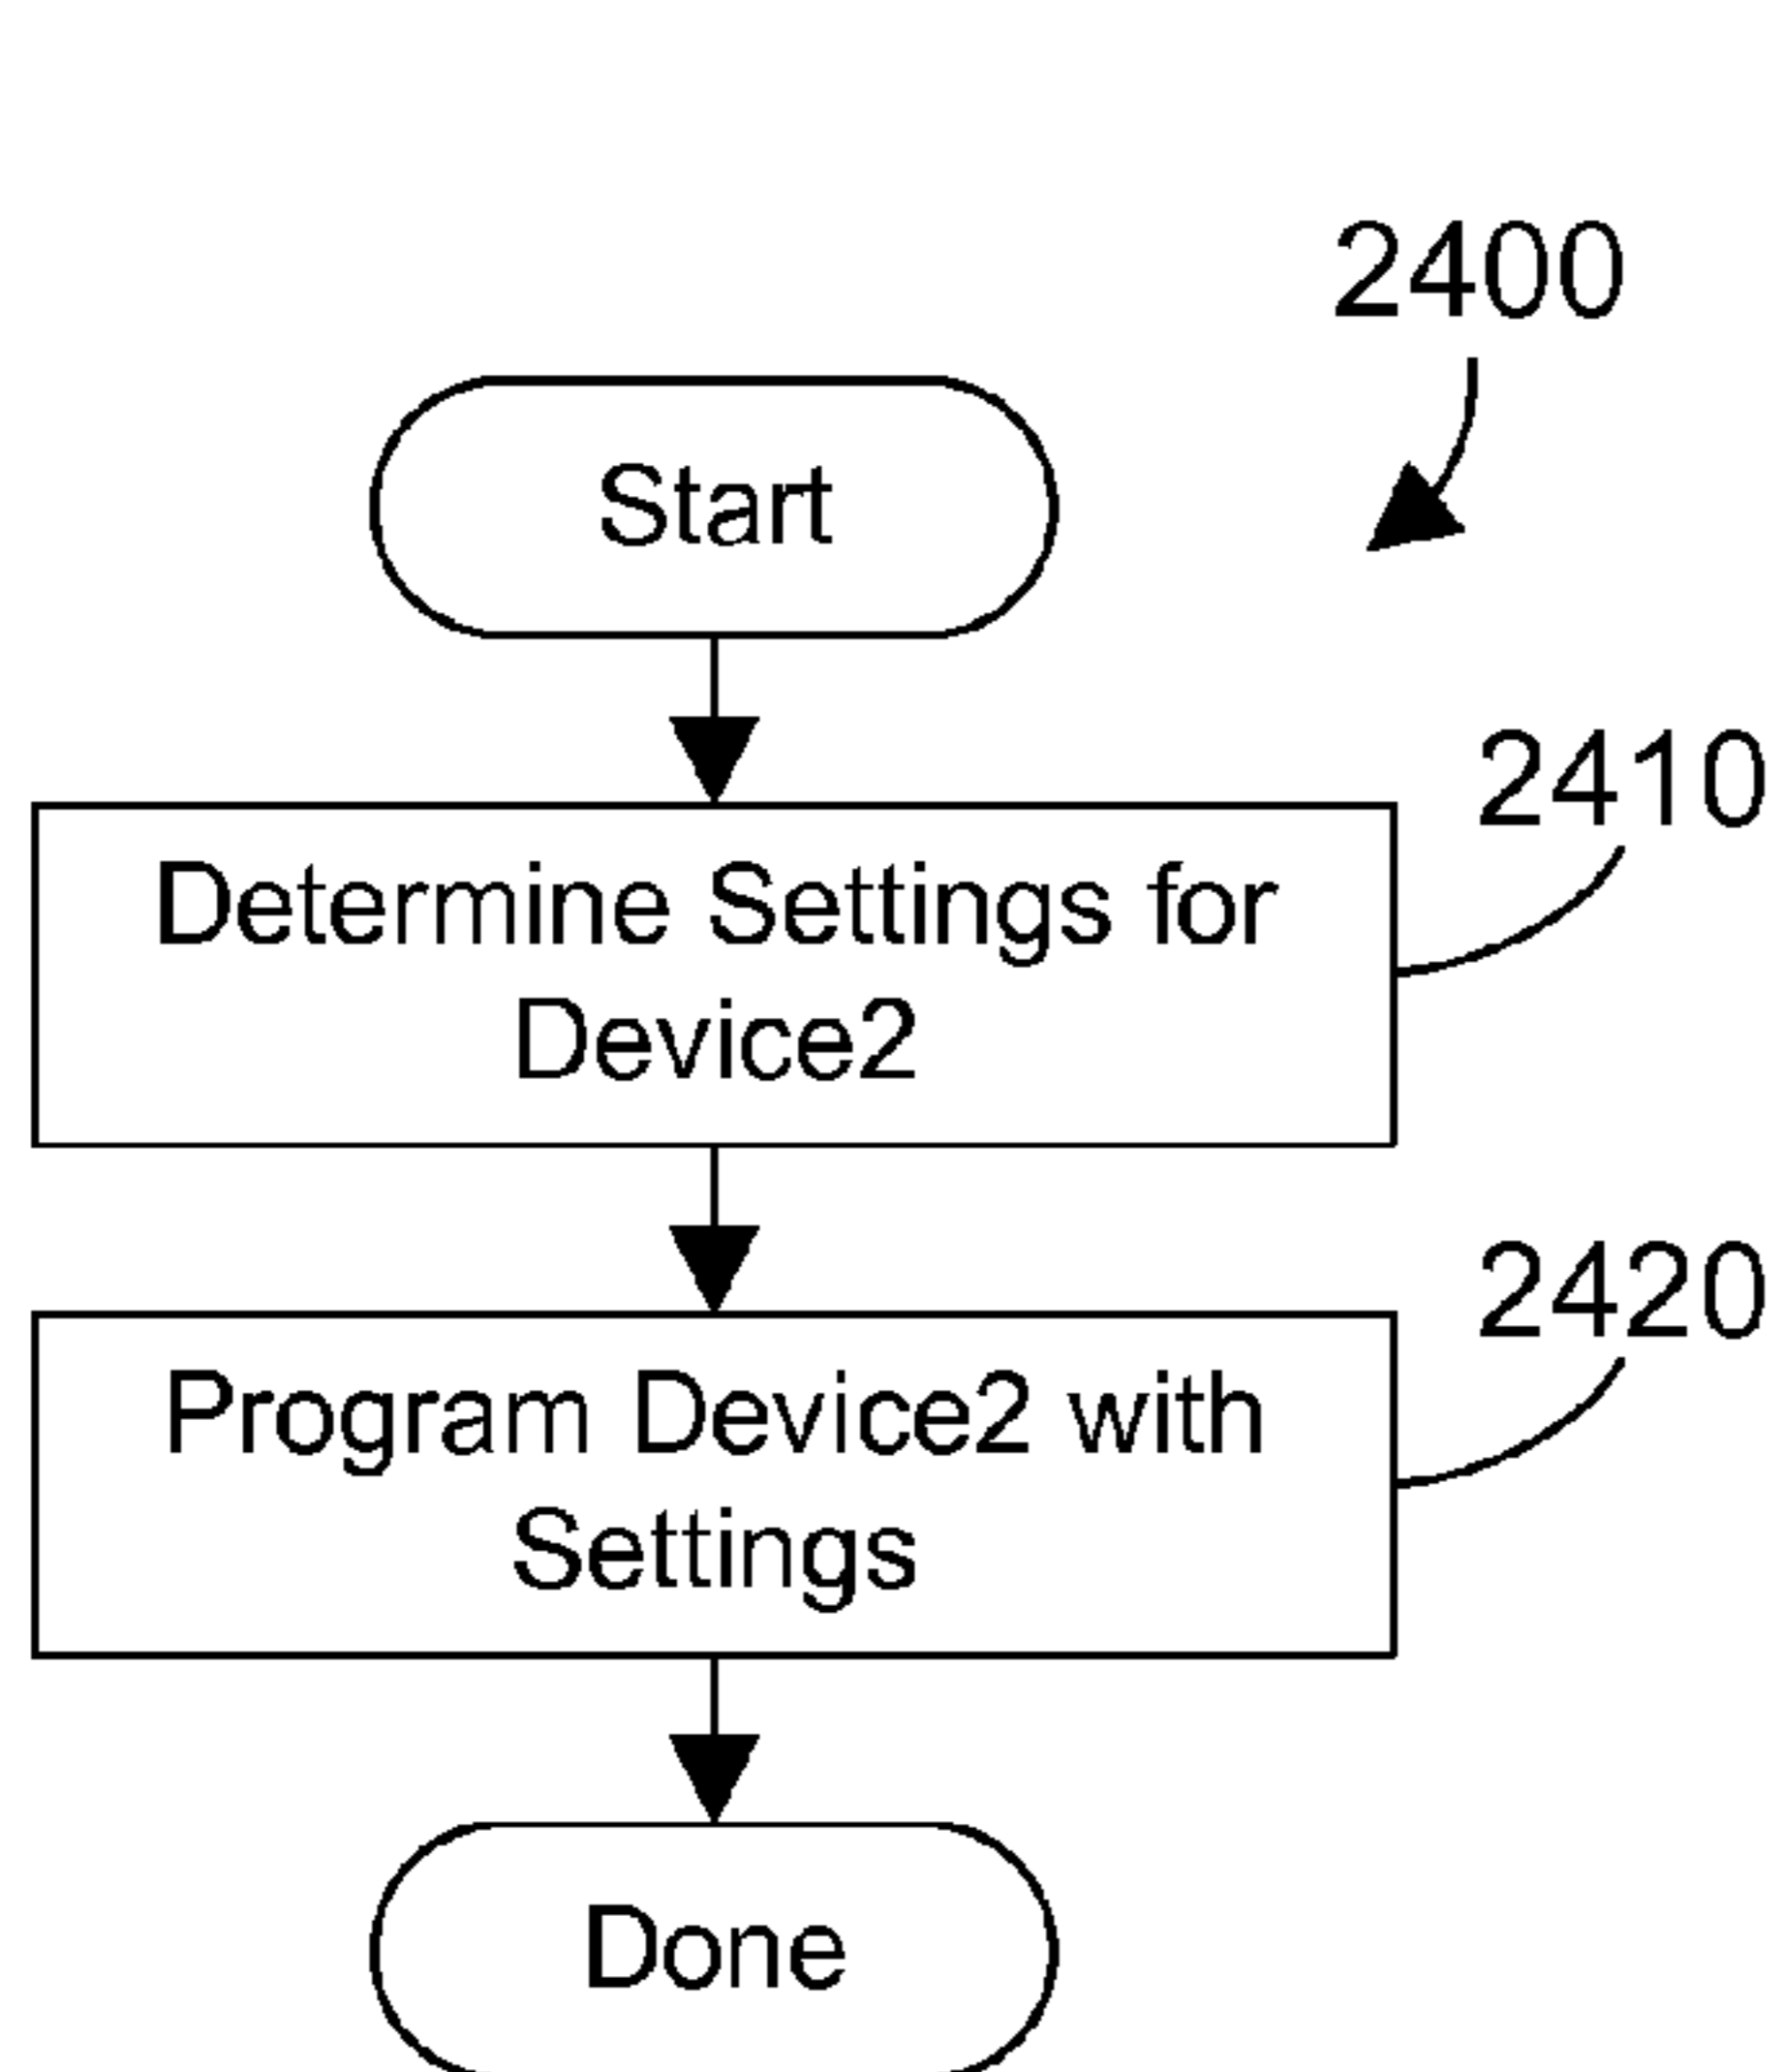 2400
Start
2410
Determine Settings for
Device2
2420
Program Device2 with
Settings
Done